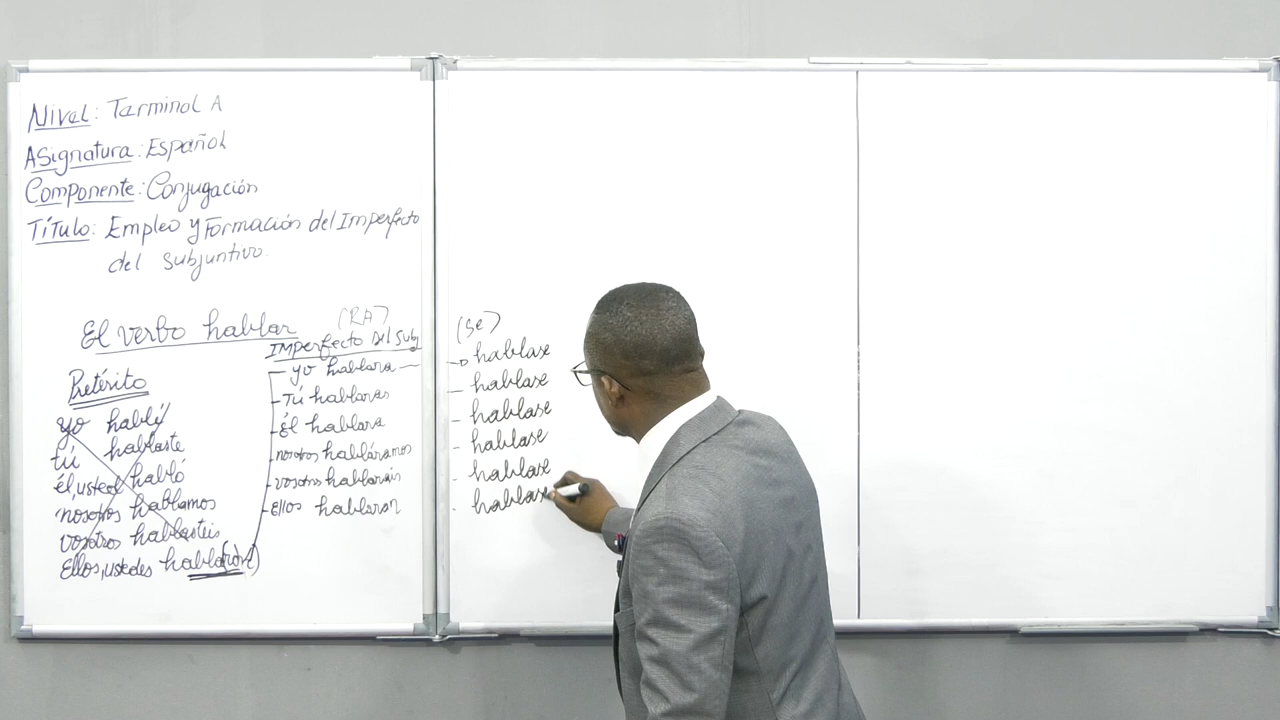 Nivel: Terminal A
Asignatura: Español
Componente: Conjugación
Título: Empleo y Formación del Imperfecto
del subjuntivo.
El verbo hablar
Pretérito
yo hablé
tú hablaste
él, usted habló
nosotros hablamos
vosotros hablasteis
Ellos, ustedes habla(ron)
(RA)
Imperfecto del Subj
yo hablara
Tú hablaras
Él hablara
nosotros habláramos
vosotros hablarais
Ellos hablaran
(Se)
hablase
hablase
hablase
hablase
hablase
hablase